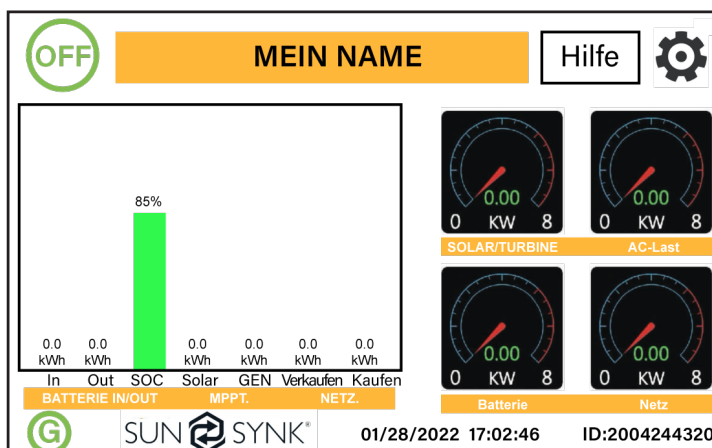 OFF MEIN NAME Hilfe
85%
0.0 0.0 0.0 0.0 0.0 0.0
kWh kWh kWh kWh kWh kWh
In Out SOC Solar GEN Verkaufen Kaufen
BATTERIE IN/OUT MPPT. NETZ.
0.00
0 KW 8
SOLAR/TURBINE
0.00
0 KW 8
AC-Last
0.00
0 KW 8
Batterie
0.00
0 KW 8
Netz
G SUN SYNK® 01/28/2022 17:02:46 ID:2004244320